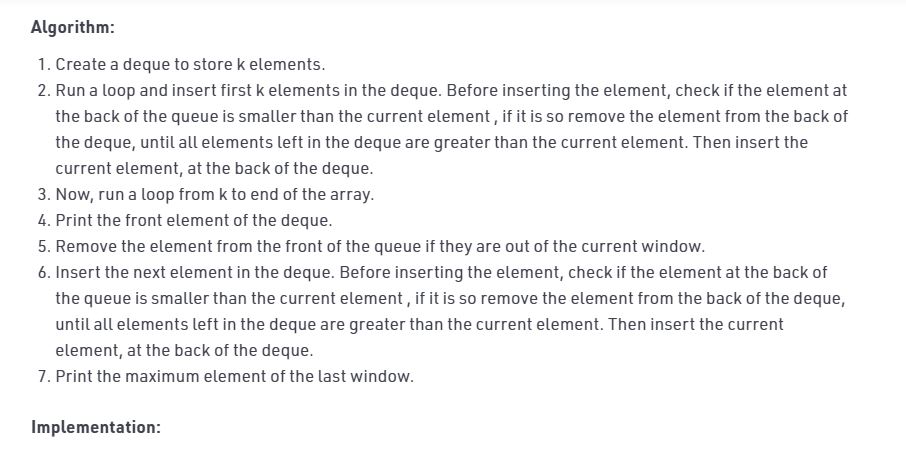 Algorithm:
1. Create a deque to store k elements.
2. Run a loop and insert first k elements in the deque. Before inserting the element, check if the element at
the back of the queue is smaller than the current element , if it is so remove the element from the back of
the deque, until all elements left in the deque are greater than the current element. Then insert the
current element, at the back of the deque.
3. Now, run a loop from k to end of the array.
4. Print the front element of the deque.
5. Remove the element from the front of the queue if they are out of the current window.
6. Insert the next element in the deque. Before inserting the element, check if the element at the back of
the queue is smaller than the current element , if it is so remove the element from the back of the deque,
until all elements left in the deque are greater than the current element. Then insert the current
element, at the back of the deque.
7. Print the maximum element of the last window.
Implementation: